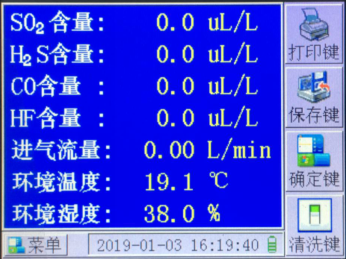 SO₂含量: 0.0 uL/L
打印键
H₂S含量: 0.0 uL/L
CO含量 : 0.0 uL/L
保存键
HF含量 : 0.0 uL/L
进气流量: 0.00 L/min
环境温度: 19.1 ℃
确定键
环境湿度: 38.0 %
菜单 2019-01-03 16:19:40
清洗键